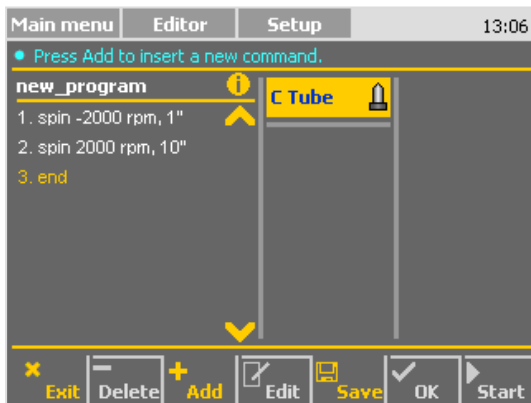 Main menu Editor Setup 13:06
• Press Add to insert a new command.
new_program
C Tube
1. spin -2000 rpm, 1"
2. spin 2000 rpm, 10"
3. end
Exit Delete Add Edit Save OK Start